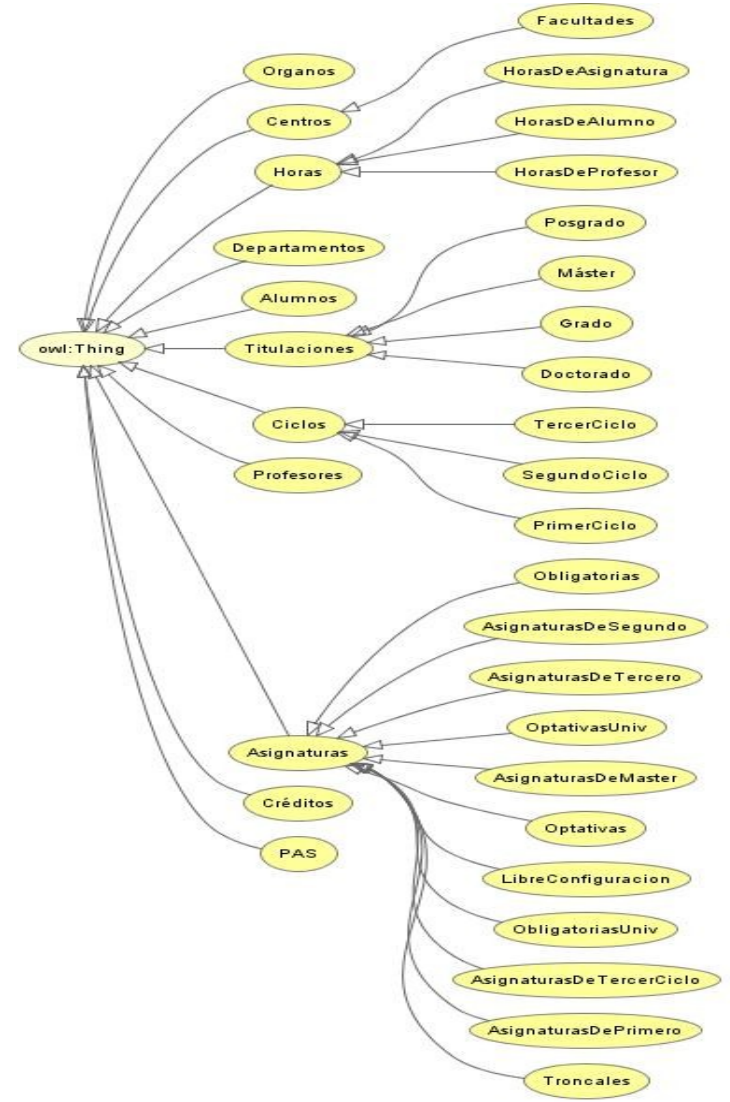 Facultades
Organos
HorasDeAsignatura
Centros
HorasDeAlumno
Horas
HorasDeProfesor
Posgrado
Departamentos
Máster
Alumnos
Grado
owl:Thing
Titulaciones
Doctorado
Ciclos
TercerCiclo
Profesores
SegundoCiclo
PrimerCiclo
Obligatorias
AsignaturasDeSegundo
AsignaturasDeTercero
OptativasUniv
Asignaturas
AsignaturasDeMaster
Créditos
Optativas
PAS
LibreConfiguracion
ObligatoriasUniv
AsignaturasDeTercerCiclo
AsignaturasDePrimero
Troncales